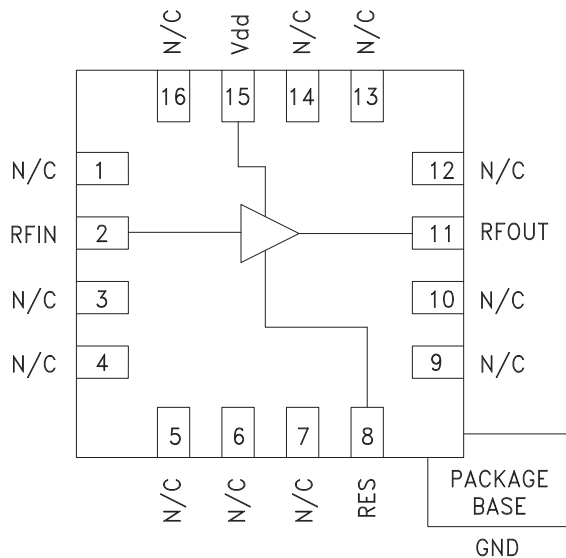 N/C Vdd N/C N/C
16 15 14 13
N/C 1 12 N/C
RFIN 2 11 RFOUT
N/C 3 10 N/C
N/C 4 9 N/C
5 6 7 8
N/C N/C N/C RES
PACKAGE
BASE
GND